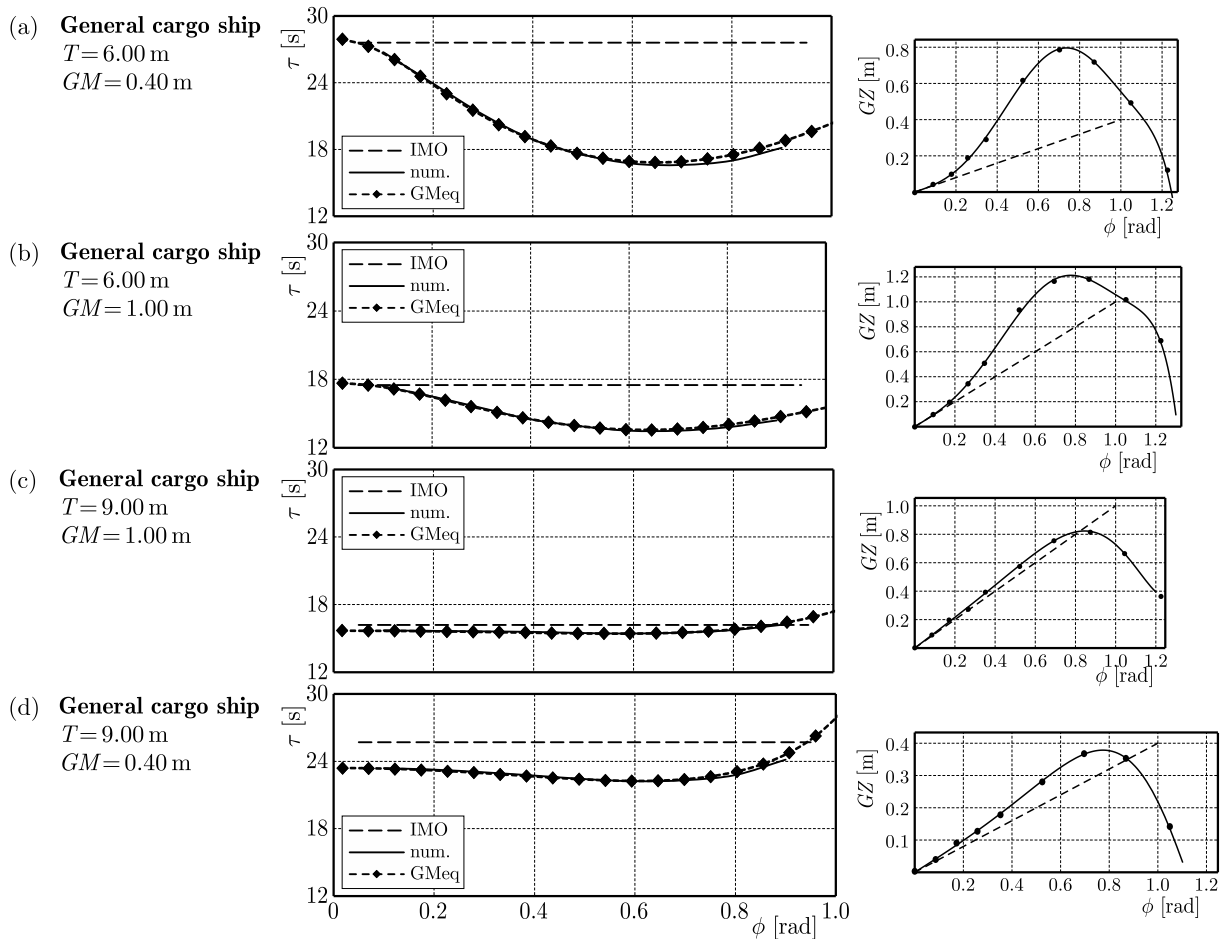 (a) General cargo ship
T=6.00 m
GM=0.40 m
30
24
18
12
τ [s]
IMO
num.
GMeq
0.8
0.6
0.4
0.2
GZ [m]
0.2 0.4 0.6 0.8 1.0 1.2
ϕ [rad]
(b) General cargo ship
T=6.00 m
GM=1.00 m
30
24
18
12
τ [s]
IMO
num.
GMeq
1.2
1.0
0.8
0.6
0.4
0.2
GZ [m]
0.2 0.4 0.6 0.8 1.0 1.2
ϕ [rad]
(c) General cargo ship
T=9.00 m
GM=1.00 m
30
24
18
12
τ [s]
IMO
num.
GMeq
1.0
0.8
0.6
0.4
0.2
GZ [m]
0.2 0.4 0.6 0.8 1.0 1.2
ϕ [rad]
(d) General cargo ship
T=9.00 m
GM=0.40 m
30
24
18
12
τ [s]
IMO
num.
GMeq
0 0.2 0.4 0.6 0.8 1.0
ϕ [rad]
0.4
0.3
0.2
0.1
GZ [m]
0.2 0.4 0.6 0.8 1.0 1.2
ϕ [rad]